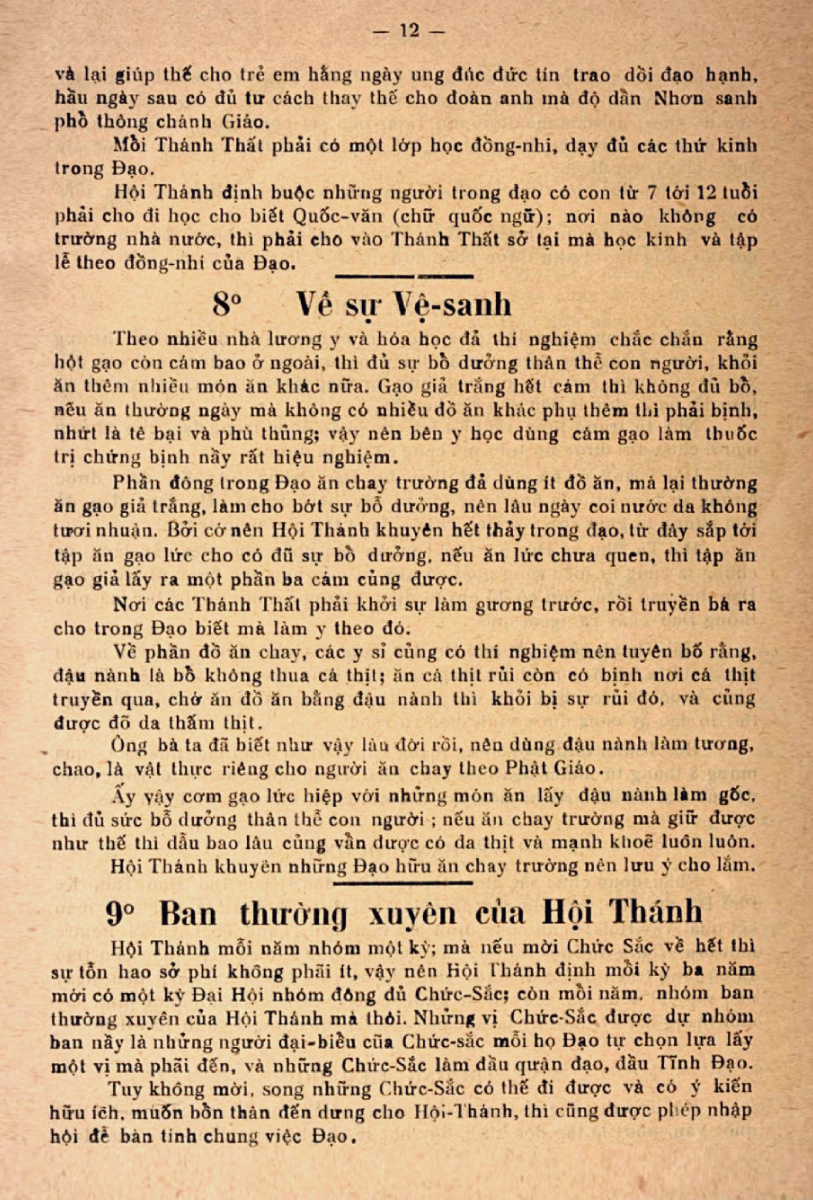 — 12 —
và lại giúp thế cho trẻ em hằng ngày ung đúc đức tin trao dồi đạo hạnh,
hầu ngày sau có đủ tư cách thay thế cho đoàn anh mà độ dẫn Nhơn sanh
phổ thông chánh Giáo.
Mỗi Thánh Thất phải có một lớp học đồng-nhi, dạy đủ các thứ kinh
trong Đạo.
Hội Thánh định buộc những người trong đạo có con từ 7 tới 12 tuổi
phải cho đi học cho biết Quốc-văn (chữ quốc ngữ); nơi nào không có
trường nhà nước, thì phải cho vào Thánh Thất sở tại mà học kinh và tập
lễ theo đồng-nhi của Đạo.
8° Về sự Vệ-sanh
Theo nhiều nhà lương y và hóa học đả thí nghiệm chắc chắn rằng
hột gạo còn cám bao ở ngoài, thì đủ sự bổ dưởng thân thể con người, khỏi
ăn thêm nhiều món ăn khác nữa. Gạo giả trắng hết cám thì không đủ bổ,
nếu ăn thường ngày mà không có nhiều đồ ăn khác phụ thêm thì phải bịnh,
nhứt là tê bại và phù thủng; vậy nên bên y học dùng cám gạo làm thuốc
trị chứng bịnh nầy rất hiệu nghiệm.
Phần đông trong Đạo ăn chay trường đả dùng ít đồ ăn, mà lại thường
ăn gạo giả trắng, làm cho bớt sự bổ dưởng, nên lâu ngày coi nước da không
tươi nhuận. Bởi cớ nên Hội Thánh khuyên hết thảy trong đạo, từ đây sắp tới
tập ăn gạo lức cho có đũ sự bổ dưởng, nếu ăn lức chưa quen, thì tập ăn
gạo giả lấy ra một phần ba cám củng được.
Nơi các Thánh Thất phải khởi sự làm gương trước, rồi truyền bá ra
cho trong Đạo biết mà làm y theo đó.
Về phần đồ ăn chay, các y sỉ củng có thí nghiệm nên tuyên bố rằng,
đậu nành là bổ không thua cá thịt; ăn cá thịt rủi còn có bịnh nơi cá thịt
truyền qua, chớ ăn đồ ăn bằng đậu nành thì khỏi bị sự rủi đó, và củng
được đõ da thấm thịt.
Ông bà ta đã biết như vậy lâu đời rồi, nên dùng đậu nành làm tương,
chao, là vật thực riêng cho người ăn chay theo Phật Giáo.
Ấy vậy cơm gạo lức hiệp với những món ăn lấy đậu nành làm gốc,
thì đủ sức bổ dưởng thân thể con người ; nếu ăn chay trường mà giữ được
như thế thì dẫu bao lâu củng vẫn được có da thịt và mạnh khoẽ luôn luôn.
Hội Thánh khuyên những Đạo hữu ăn chay trường nên lưu ý cho lắm.
9° Ban thường xuyên của Hội Thánh
Hội Thánh mỗi năm nhóm một kỳ; mà nếu mời Chức Sắc về hết thì
sự tổn hao sở phí không phãi ít, vậy nên Hội Thánh định mỗi kỳ ba năm
mới có một kỳ Đại Hội nhóm đông đủ Chức-Sắc; còn mỗi năm, nhóm ban
thường xuyên của Hội Thánh mà thôi. Nhửng vị Chức-Sắc được dự nhóm
ban nầy là nhửng người đại-biểu cũa Chức-sắc mỗi họ Đạo tự chọn lựa lấy
một vị mà phãi đến, và những Chức-Sắc làm đầu quận đạo, đầu Tĩnh Đạo.
Tuy không mời, song những Chức-Sắc có thể đi được và có ý kiến
hữu ích, muốn bổn thân đến dưng cho Hội-Thánh, thì cũng được phép nhập
hội để bàn tính chung việc Đạo.